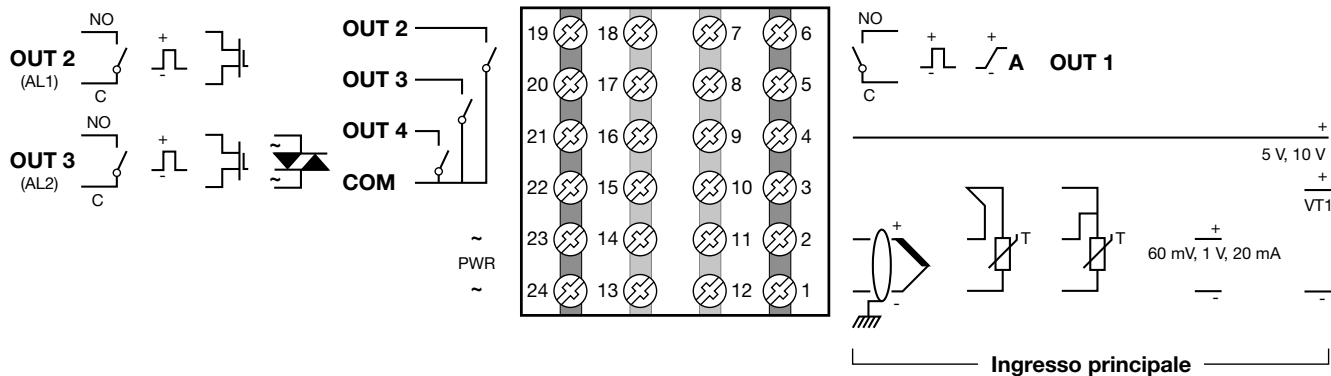 NO
OUT 2
(AL1)
+
-
C
NO
OUT 3
(AL2)
+
-
C
~
~
OUT 2
OUT 3
OUT 4
COM
~
PWR
~
19 18 7 6
20 17 8 5
21 16 9 4
22 15 10 3
23 14 11 2
24 13 12 1
NO
+
-
+
-
A OUT 1
C
+
5 V, 10 V
+
VT1
+
-
T
T
+
60 mV, 1 V, 20 mA
-
-
Ingresso principale